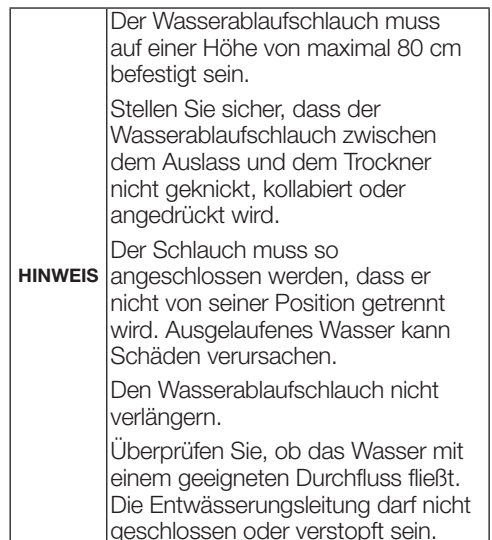 Der Wasserablaufschlauch muss
auf einer Höhe von maximal 80 cm
befestigt sein.
Stellen Sie sicher, dass der
Wasserablaufschlauch zwischen
dem Auslass und dem Trockner
nicht geknickt, kollabiert oder
angedrückt wird.
Der Schlauch muss so
HINWEIS angeschlossen werden, dass er
nicht von seiner Position getrennt
wird. Ausgelaufenes Wasser kann
Schäden verursachen.
Den Wasserablaufschlauch nicht
verlängern.
Überprüfen Sie, ob das Wasser mit
einem geeigneten Durchfluss fließt.
Die Entwässerungsleitung darf nicht
geschlossen oder verstopft sein.